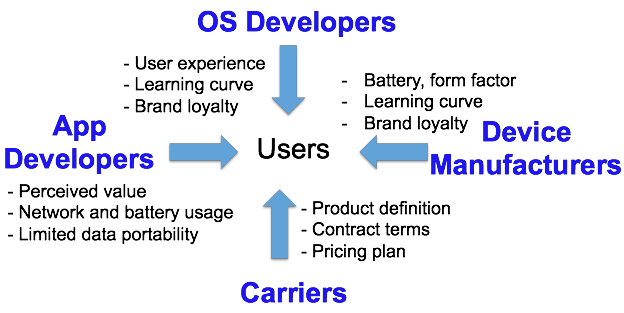 OS Developers
- User experience
- Learning curve
- Brand loyalty
- Battery, form factor
- Learning curve
- Brand loyalty
App
Developers
Users
Device
Manufacturers
- Perceived value
- Network and battery usage
- Limited data portability
- Product definition
- Contract terms
- Pricing plan
Carriers